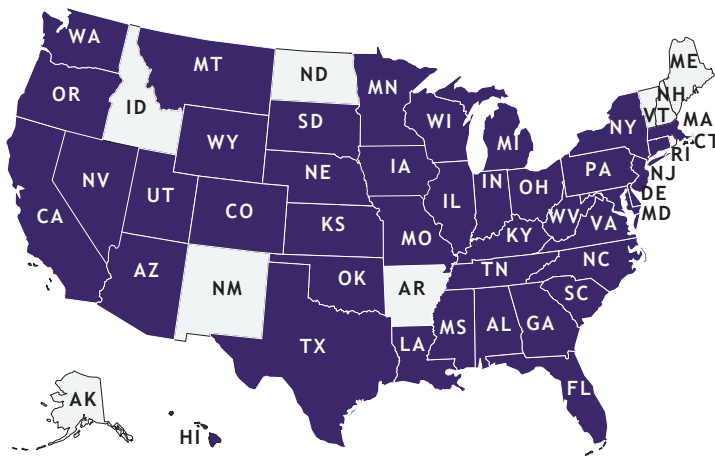 WA
MT
ND
MN
ME
OR
ID
SD
WI
MI
NY
VT
NH
MA
CT
RI
WY
NE
IA
PA
NJ
NV
UT
CO
KS
IL
IN
OH
DE
MD
CA
MO
KY
WV
VA
AZ
NM
OK
AR
TN
NC
SC
TX
LA
MS
AL
GA
FL
AK
HI